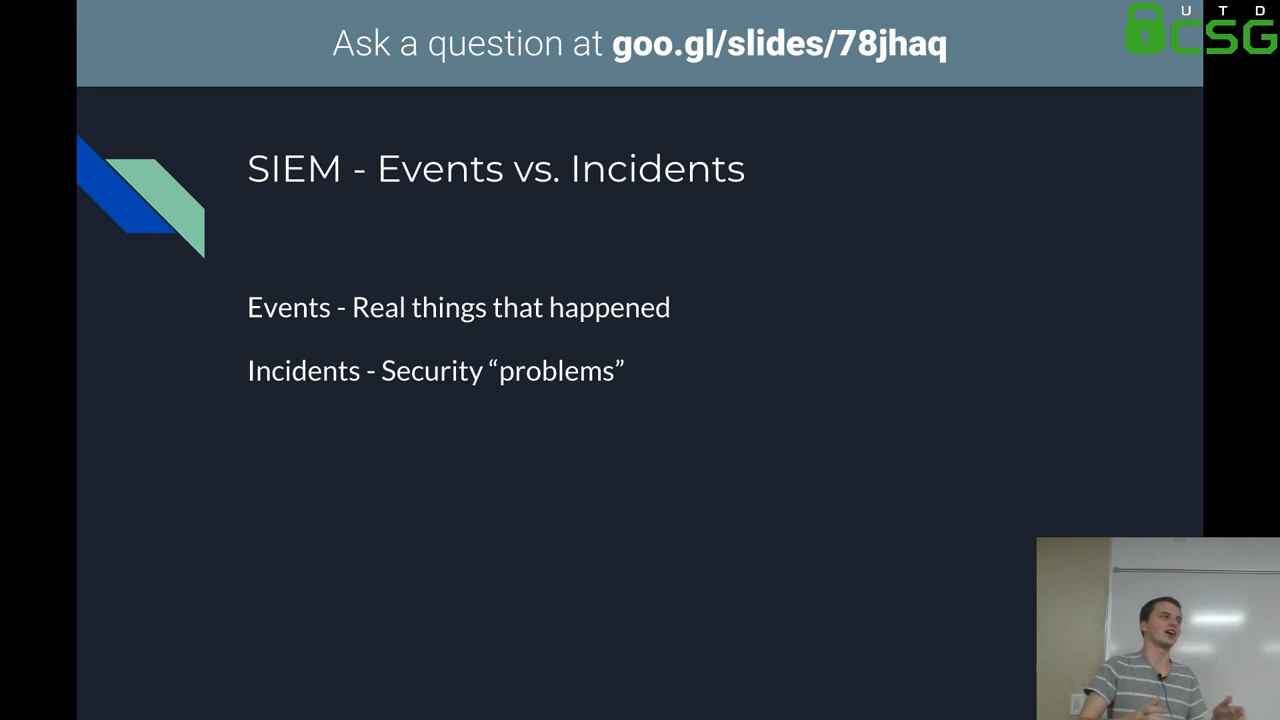 Ask a question at goo.gl/slides/78jhaq
UTD
CSG
SIEM - Events vs. Incidents
Events - Real things that happened
Incidents - Security “problems”